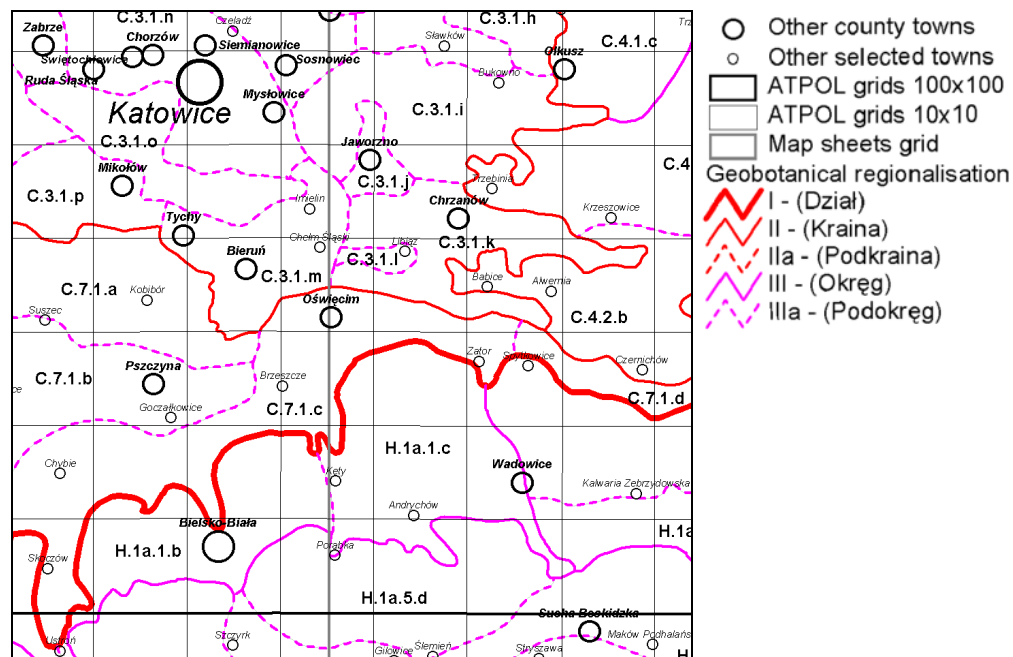 C.3.1.n
Czeladź
C.3.1.h
Trz
Zabrze
Chorzów
Siemianowice
Sławków
C.4.1.c
Olkusz
Świętochłowice
Sosnowiec
Ruda Śląska
Bukowno
Mysłowice
Katowice
C.3.1.i
C.3.1.o
Jaworzno
Mikołów
C.4
C.3.1.p
C.3.1.j
Trzebinia
Imielin
Chrzanów
Krzeszowice
Tychy
Bieruń
Chełm Śląski
Libiąż
C.3.1.k
C.3.1.l
C.3.1.m
Babice
Alwernia
C.7.1.a
Kobibór
Oświęcim
Suszec
C.4.2.b
Zator
Spytkowice
Czernichów
C.7.1.b
Pszczyna
Brzeszcze
ce
C.7.1.d
Goczałkowice
C.7.1.c
H.1a.1.c
Chybie
Wadowice
Kęty
Kalwaria Zebrzydowska
Andrychów
Bielsko-Biała
H.1a
H.1a.1.b
Porąbka
Skoczów
H.1a.5.d
Sucha Beskidzka
Ustroń
Szczyrk
Maków Podhalańs
Ślemień
Gilowice
Stryszawa
H
Other county towns
Other selected towns
ATPOL grids 100x100
ATPOL grids 10x10
Map sheets grid
Geobotanical regionalisation
I - (Dział)
II - (Kraina)
IIa - (Podkraina)
III - (Okręg)
IIIa - (Podokręg)